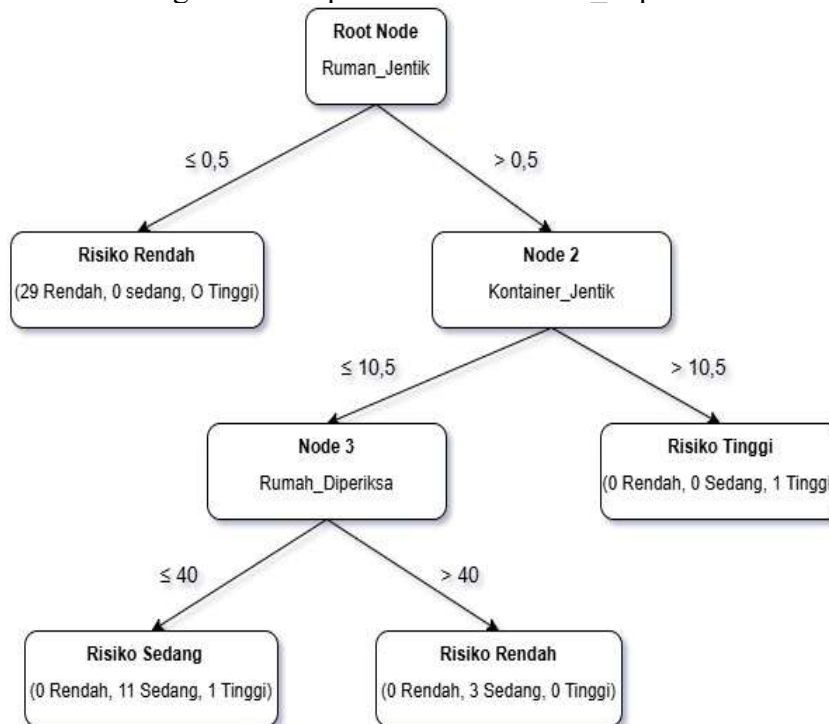 Root Node
Ruman_Jentik
≤ 0,5
> 0,5
Risiko Rendah
(29 Rendah, 0 sedang, O Tinggi)
Node 2
Kontainer_Jentik
≤ 10,5
> 10,5
Node 3
Rumah_Diperiksa
Risiko Tinggi
(0 Rendah, 0 Sedang, 1 Tinggi
≤ 40
> 40
Risiko Sedang
(0 Rendah, 11 Sedang, 1 Tinggi)
Risiko Rendah
(0 Rendah, 3 Sedang, 0 Tinggi)